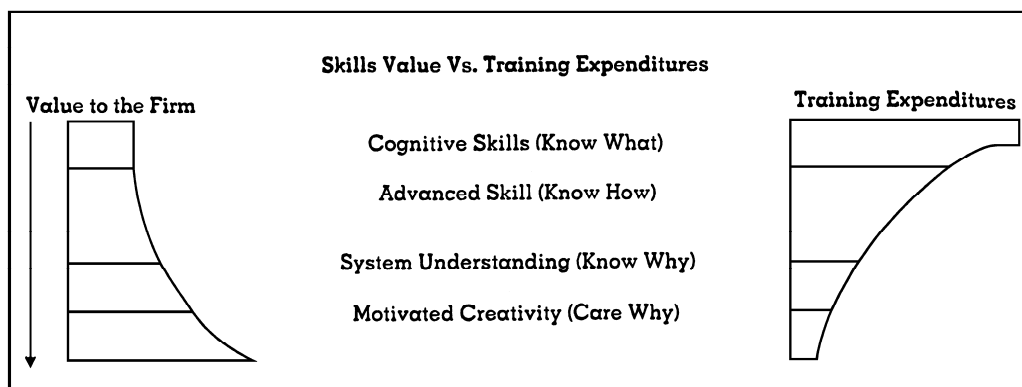 Skills Value Vs. Training Expenditures
Value to the Firm
Training Expenditures
Cognitive Skills (Know What)
Advanced Skill (Know How)
System Understanding (Know Why)
Motivated Creativity (Care Why)